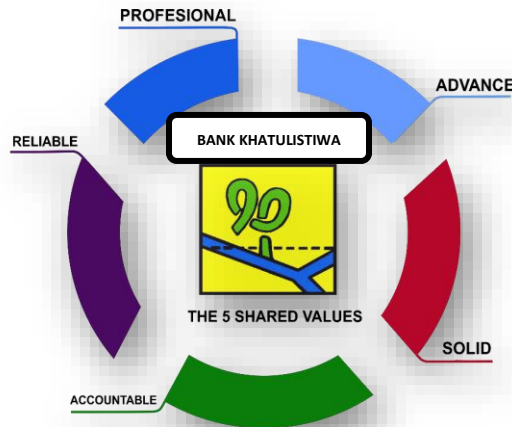 PROFESIONAL
ADVANCE
BANK KHATULISTIWA
RELIABLE
THE 5 SHARED VALUES
SOLID
ACCOUNTABLE